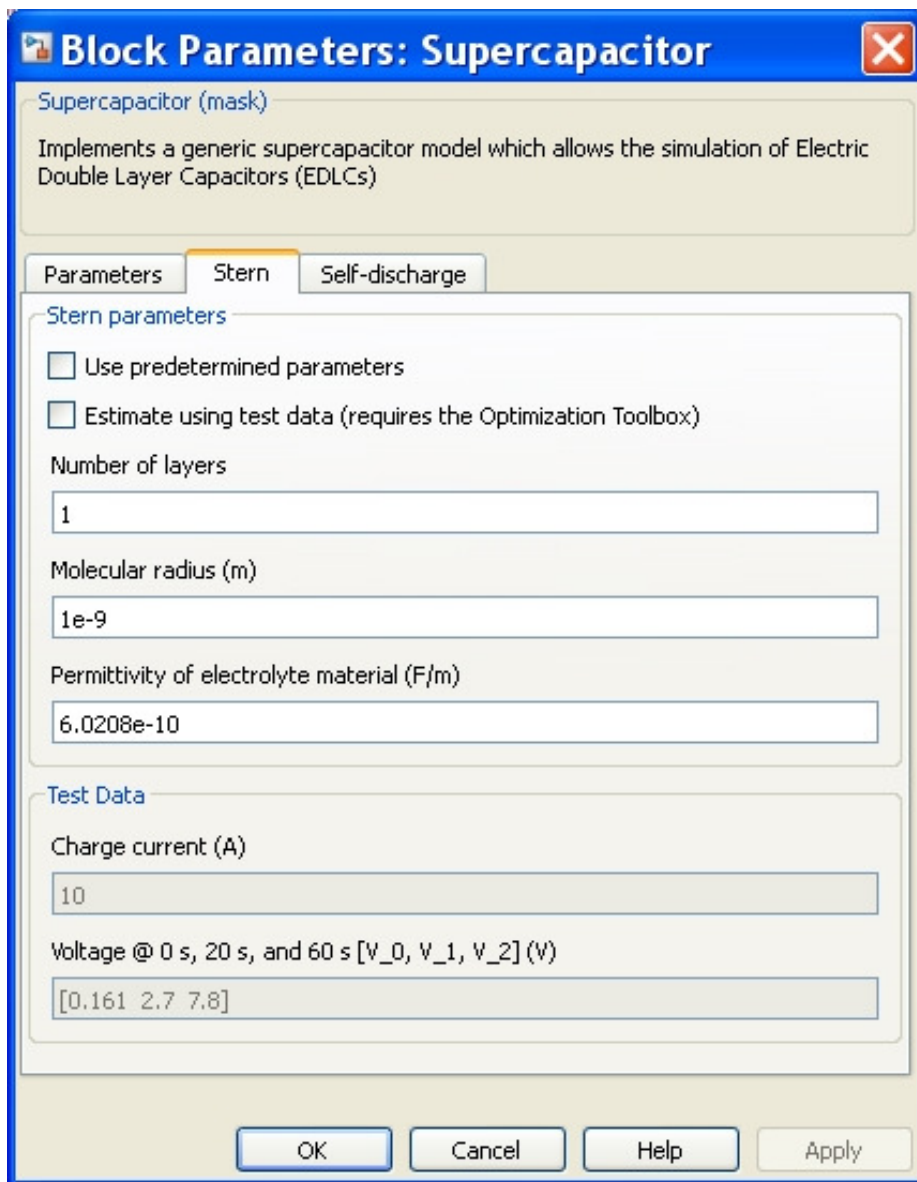 Block Parameters: Supercapacitor
Supercapacitor (mask)
Implements a generic supercapacitor model which allows the simulation of Electric
Double Layer Capacitors (EDLCs)
Parameters
Stern
Self-discharge
Stern parameters
Use predetermined parameters
Estimate using test data (requires the Optimization Toolbox)
Number of layers
1
Molecular radius (m)
1e-9
Permittivity of electrolyte material (F/m)
6.0208e-10
Test Data
Charge current (A)
10
Voltage @ 0 s, 20 s, and 60 s [V_0, V_1, V_2] (V)
[0.161 2.7 7.8]
OK
Cancel
Help
Apply